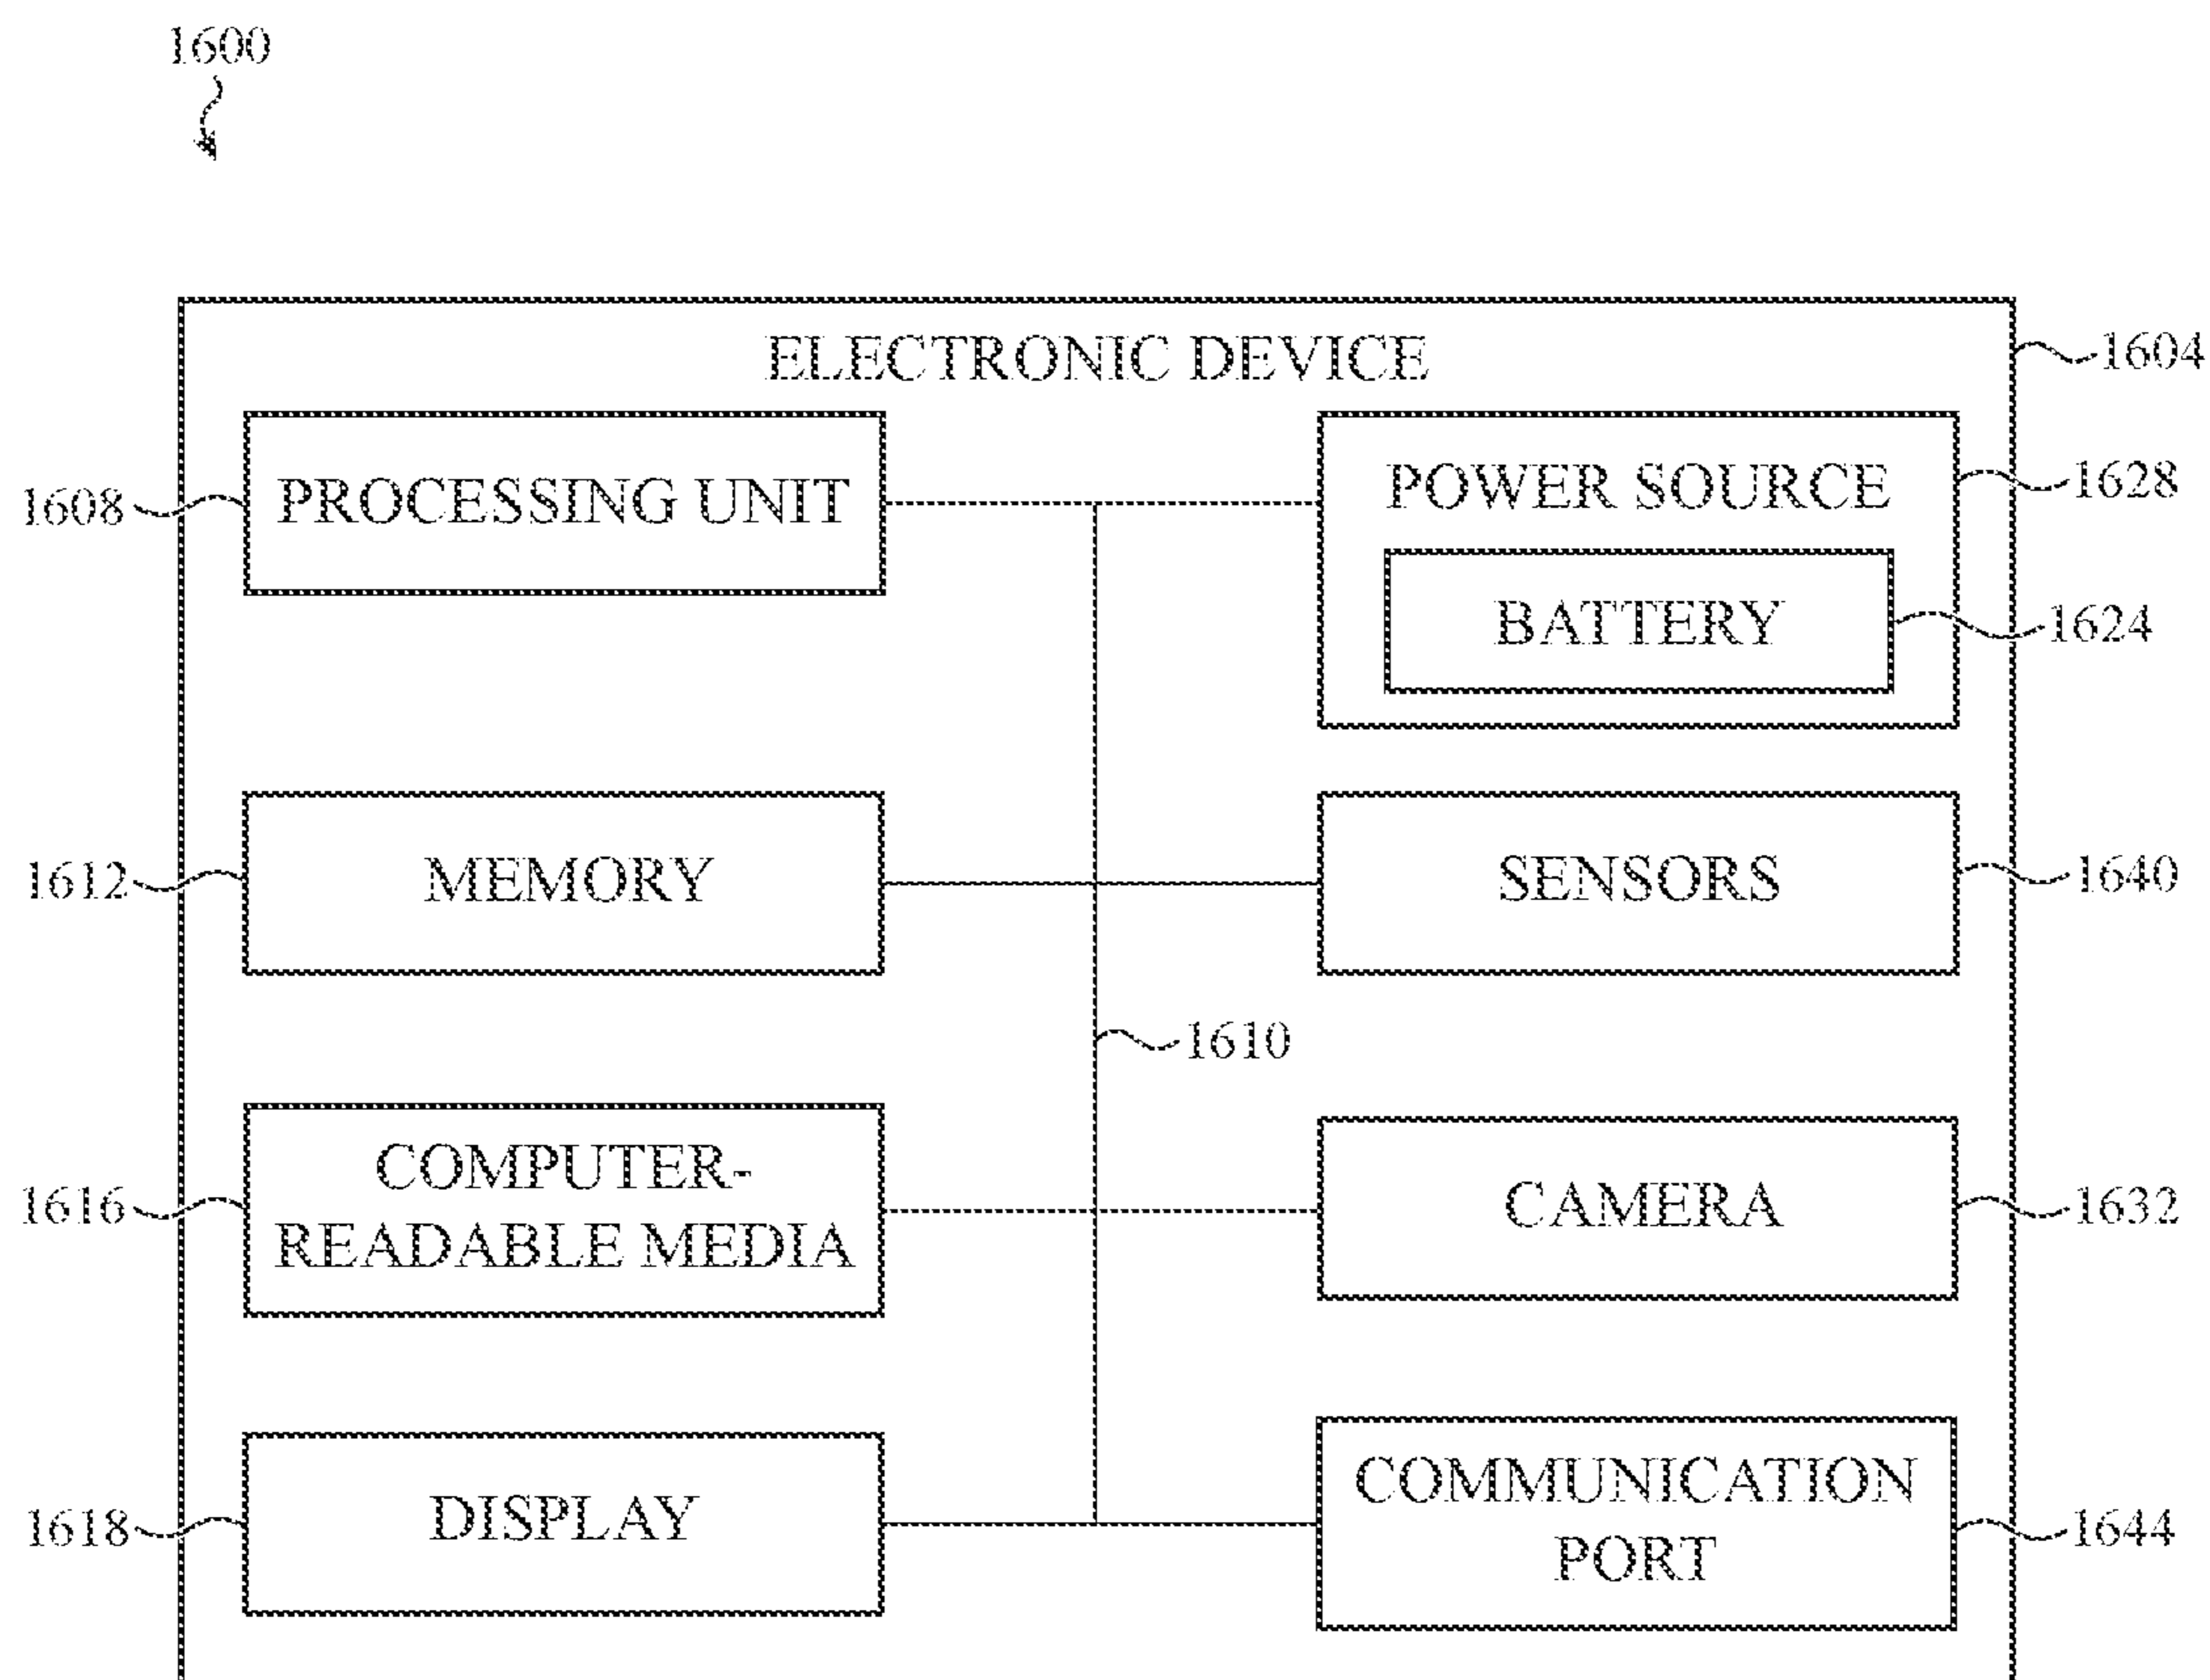 1600
ELECTRONIC DEVICE
1604
PROCESSING UNIT
1608
POWER SOURCE
1628
BATTERY
1624
1612
MEMORY
SENSORS
1640
1610
1616
COMPUTER-
READABLE MEDIA
CAMERA
1632
1618
DISPLAY
COMMUNICATION
PORT
1644